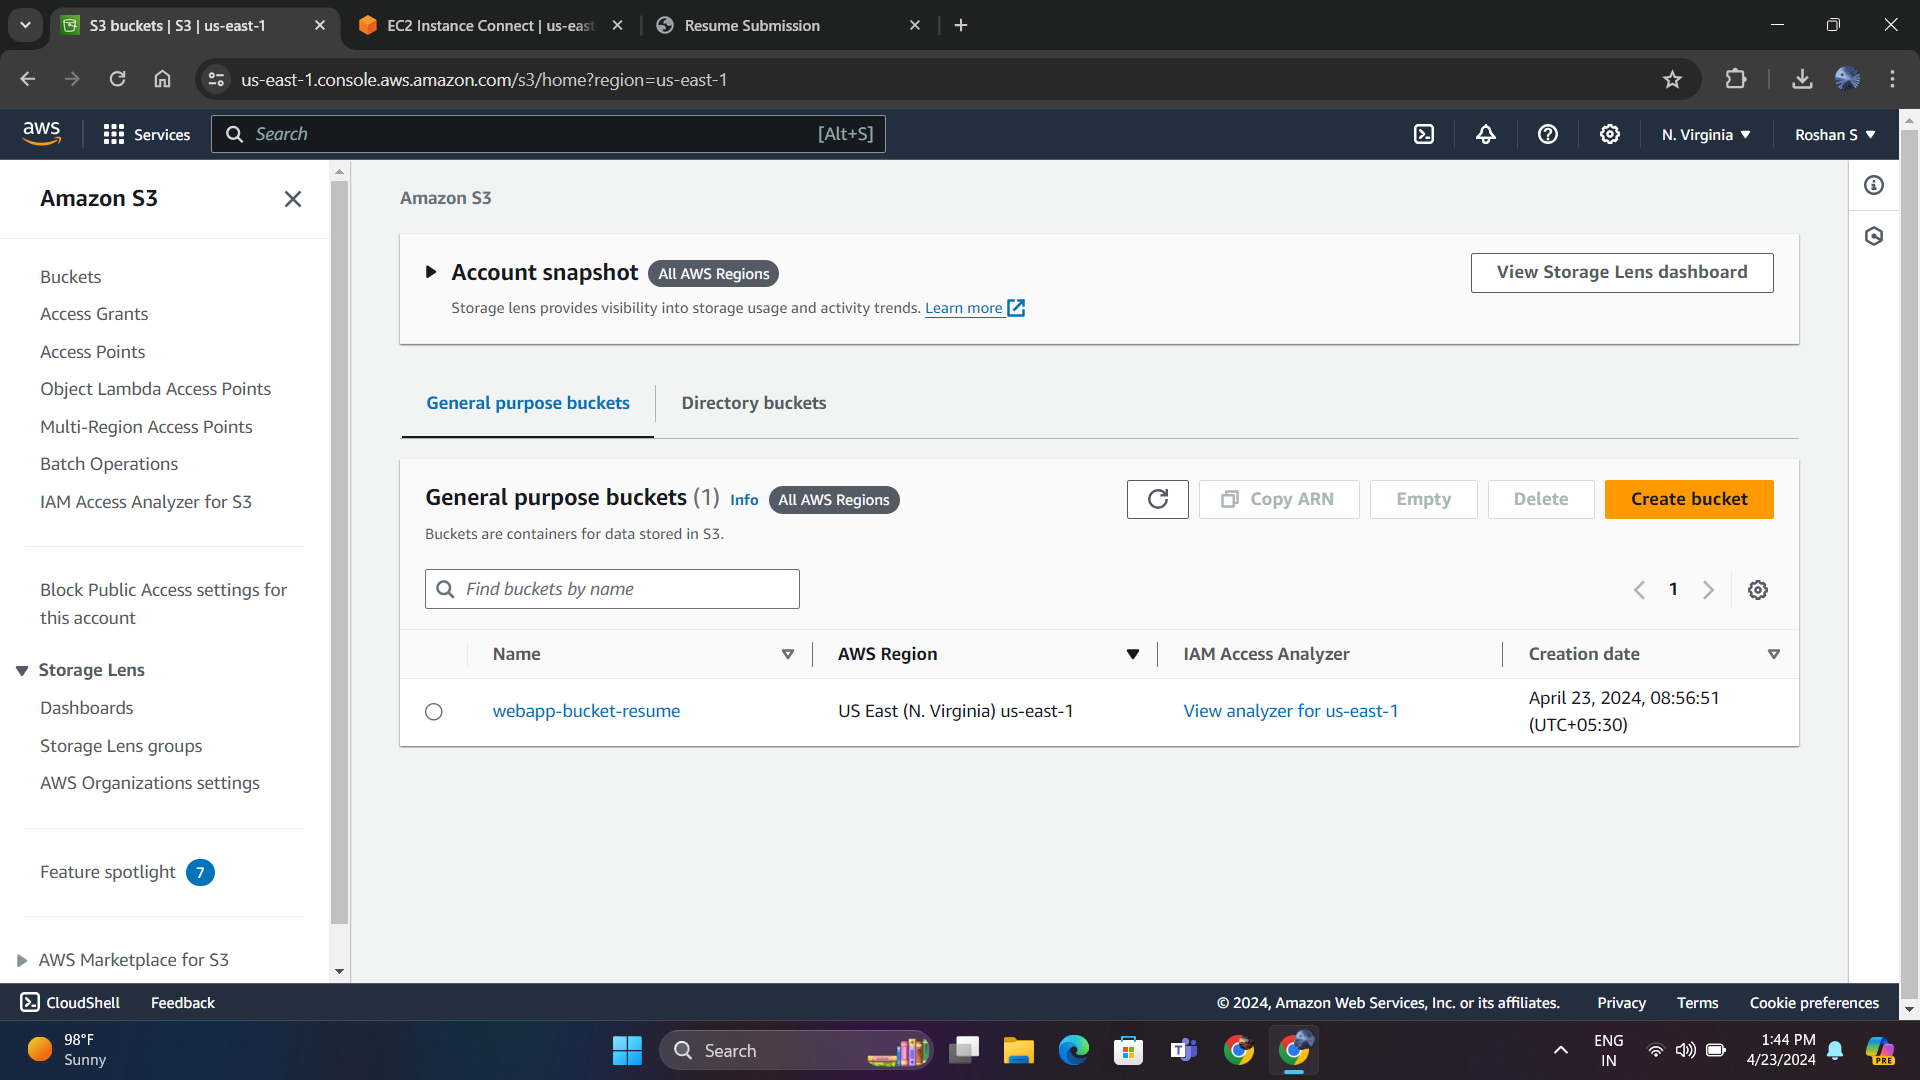 S3 buckets | S3 | us-east-1
EC2 Instance Connect | us-east
Resume Submission
us-east-1.console.aws.amazon.com/s3/home?region=us-east-1
aws
Services
Search
[Alt+S]
N. Virginia
Roshan S
Amazon S3
Buckets
Access Grants
Access Points
Object Lambda Access Points
Multi-Region Access Points
Batch Operations
IAM Access Analyzer for S3
Block Public Access settings for
this account
Storage Lens
Dashboards
Storage Lens groups
AWS Organizations settings
Feature spotlight 7
AWS Marketplace for S3
Amazon S3
Account snapshot All AWS Regions
View Storage Lens dashboard
Storage lens provides visibility into storage usage and activity trends. Learn more
General purpose buckets
Directory buckets
General purpose buckets (1) Info All AWS Regions
Copy ARN
Empty
Delete
Create bucket
Buckets are containers for data stored in S3.
Find buckets by name
1
Name
AWS Region
IAM Access Analyzer
Creation date
webapp-bucket-resume
US East (N. Virginia) us-east-1
View analyzer for us-east-1
April 23, 2024, 08:56:51
(UTC+05:30)
CloudShell
Feedback
© 2024, Amazon Web Services, Inc. or its affiliates.
Privacy
Terms
Cookie preferences
98°F
Sunny
Search
ENG
IN
1:44 PM
4/23/2024
PRE